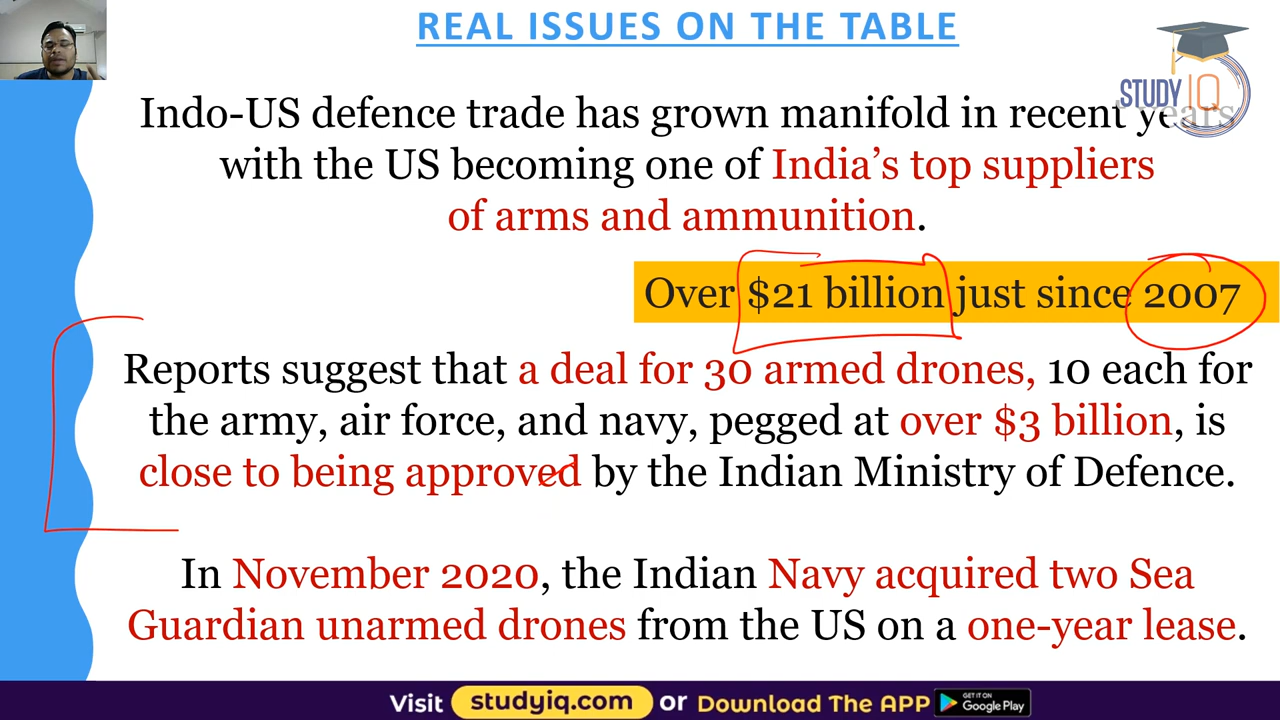 REAL ISSUES ON THE TABLE
STUDY IQ
Indo-US defence trade has grown manifold in recent years
with the US becoming one of India’s top suppliers
of arms and ammunition.
Over $21 billion just since 2007
Reports suggest that a deal for 30 armed drones, 10 each for
the army, air force, and navy, pegged at over $3 billion, is
close to being approved by the Indian Ministry of Defence.
In November 2020, the Indian Navy acquired two Sea
Guardian unarmed drones from the US on a one-year lease.
Visit studyiq.com or Download The APP GET IT ON Google Play